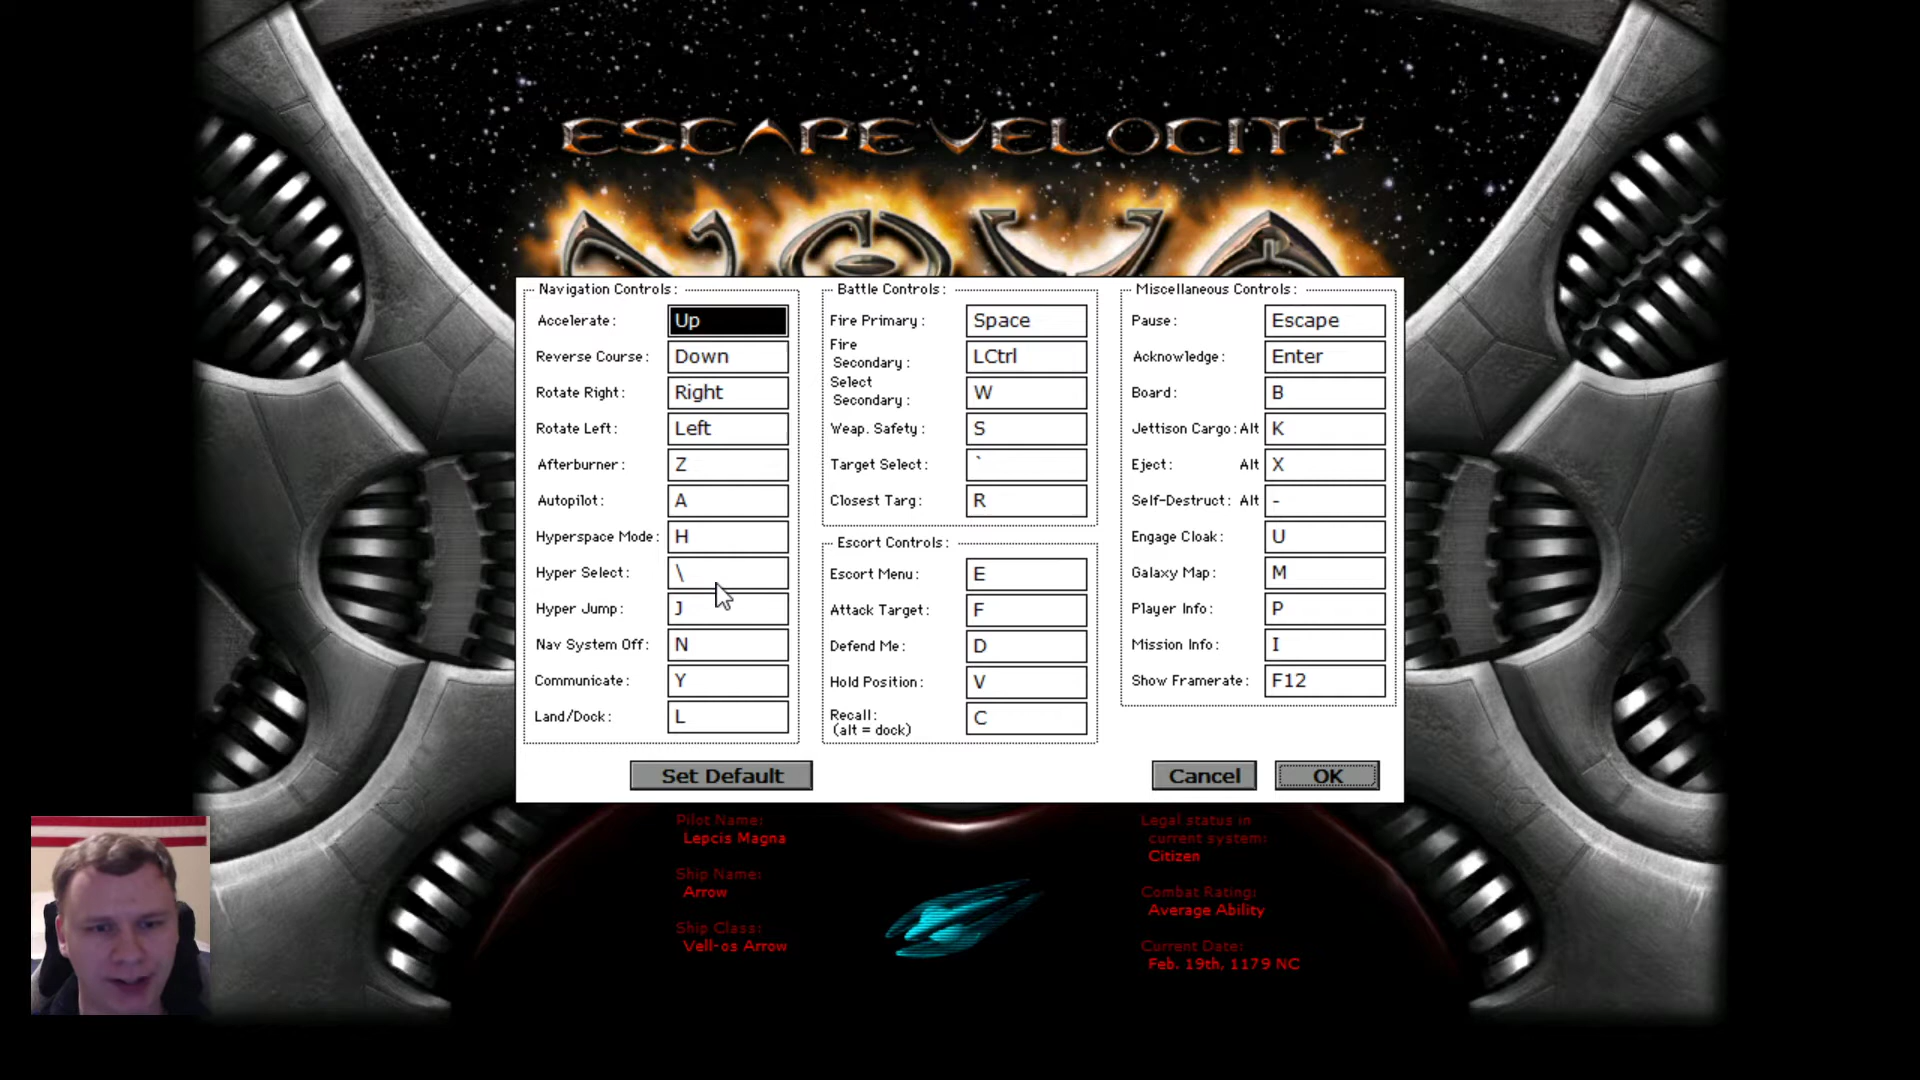 ESCAPE VELOCITY
NOVA
Navigation Controls:
Accelerate: Up
Reverse Course: Down
Rotate Right: Right
Rotate Left: Left
Afterburner: Z
Autopilot: A
Hyperspace Mode: H
Hyper Select: \
Hyper Jump: J
Nav System Off: N
Communicate: Y
Land/Dock: L
Battle Controls:
Fire Primary: Space
Fire
Secondary: LCtrl
Select
Secondary: W
Weap. Safety: S
Target Select: `
Closest Targ: R
Escort Controls:
Escort Menu: E
Attack Target: F
Defend Me: D
Hold Position: V
Recall: C
(alt = dock)
Miscellaneous Controls:
Pause: Escape
Acknowledge: Enter
Board: B
Jettison Cargo: Alt K
Eject: Alt X
Self-Destruct: Alt -
Engage Cloak: U
Galaxy Map: M
Player Info: P
Mission Info: I
Show Framerate: F12
Set Default
Cancel
OK
Pilot Name:
Lepcis Magna
Ship Name:
Arrow
Ship Class:
Vell-os Arrow
Legal status in
current system:
Citizen
Combat Rating:
Average Ability
Current Date:
Feb. 19th, 1179 NC